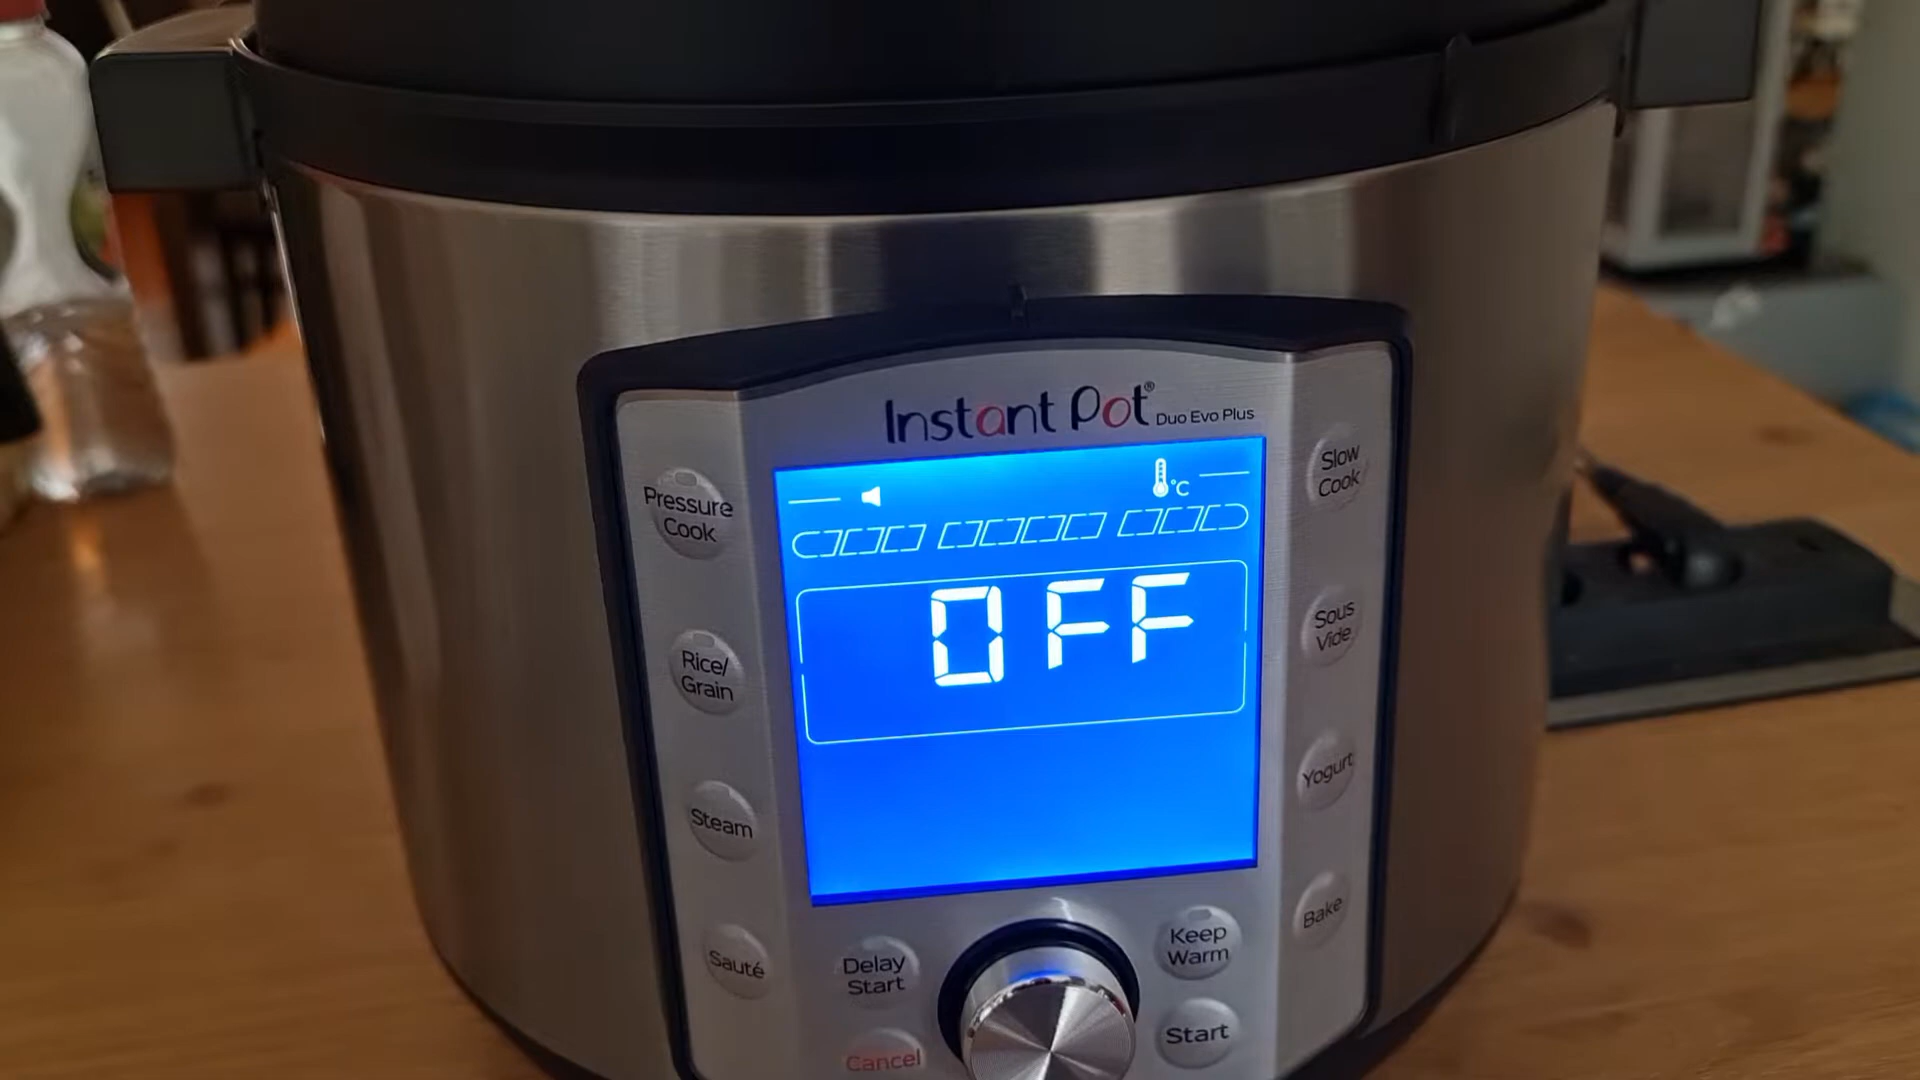 Instant Pot® Duo Evo Plus
°C
OFF
Pressure
Cook
Rice/
Grain
Steam
Sauté
Slow
Cook
Sous
Vide
Yogurt
Bake
Delay
Start
Cancel
Keep
Warm
Start